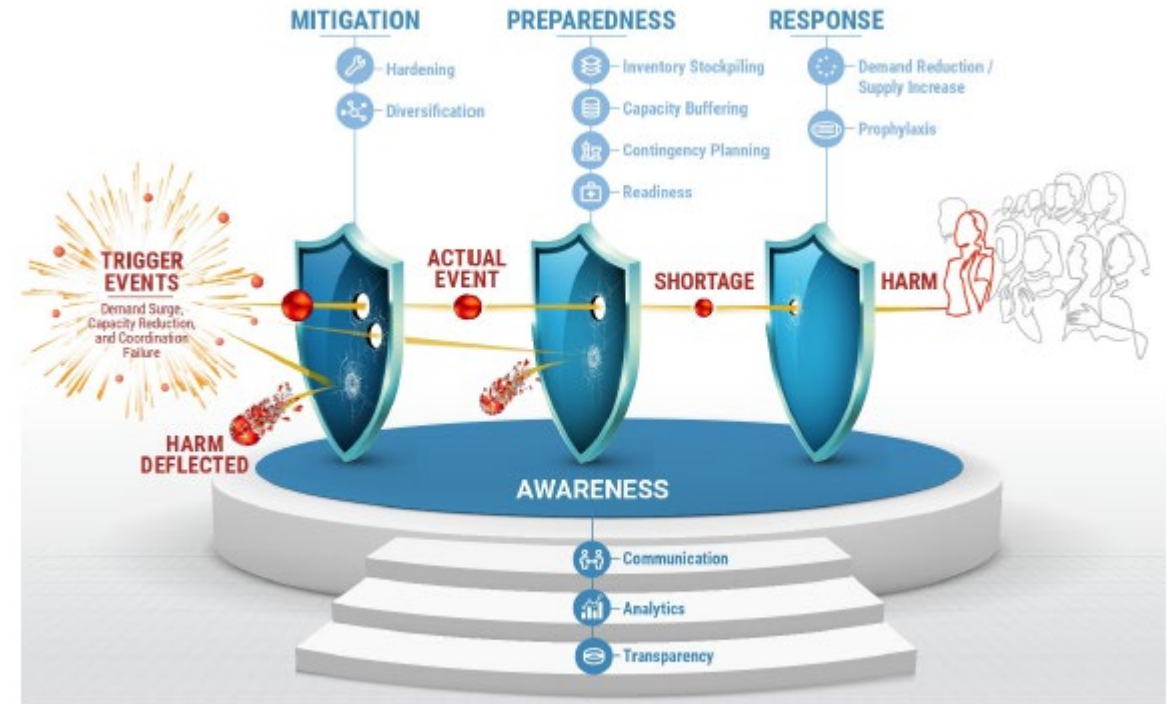 MITIGATION
Hardening
Diversification
PREPAREDNESS
Inventory Stockpiling
Capacity Buffering
Contingency Planning
Readiness
RESPONSE
Demand Reduction /
Supply Increase
Prophylaxis
TRIGGER
EVENTS
Demand Surge,
Capacity Reduction,
and Coordination
Failure
HARM
DEFLECTED
ACTUAL
EVENT
SHORTAGE
HARM
AWARENESS
Communication
Analytics
Transparency